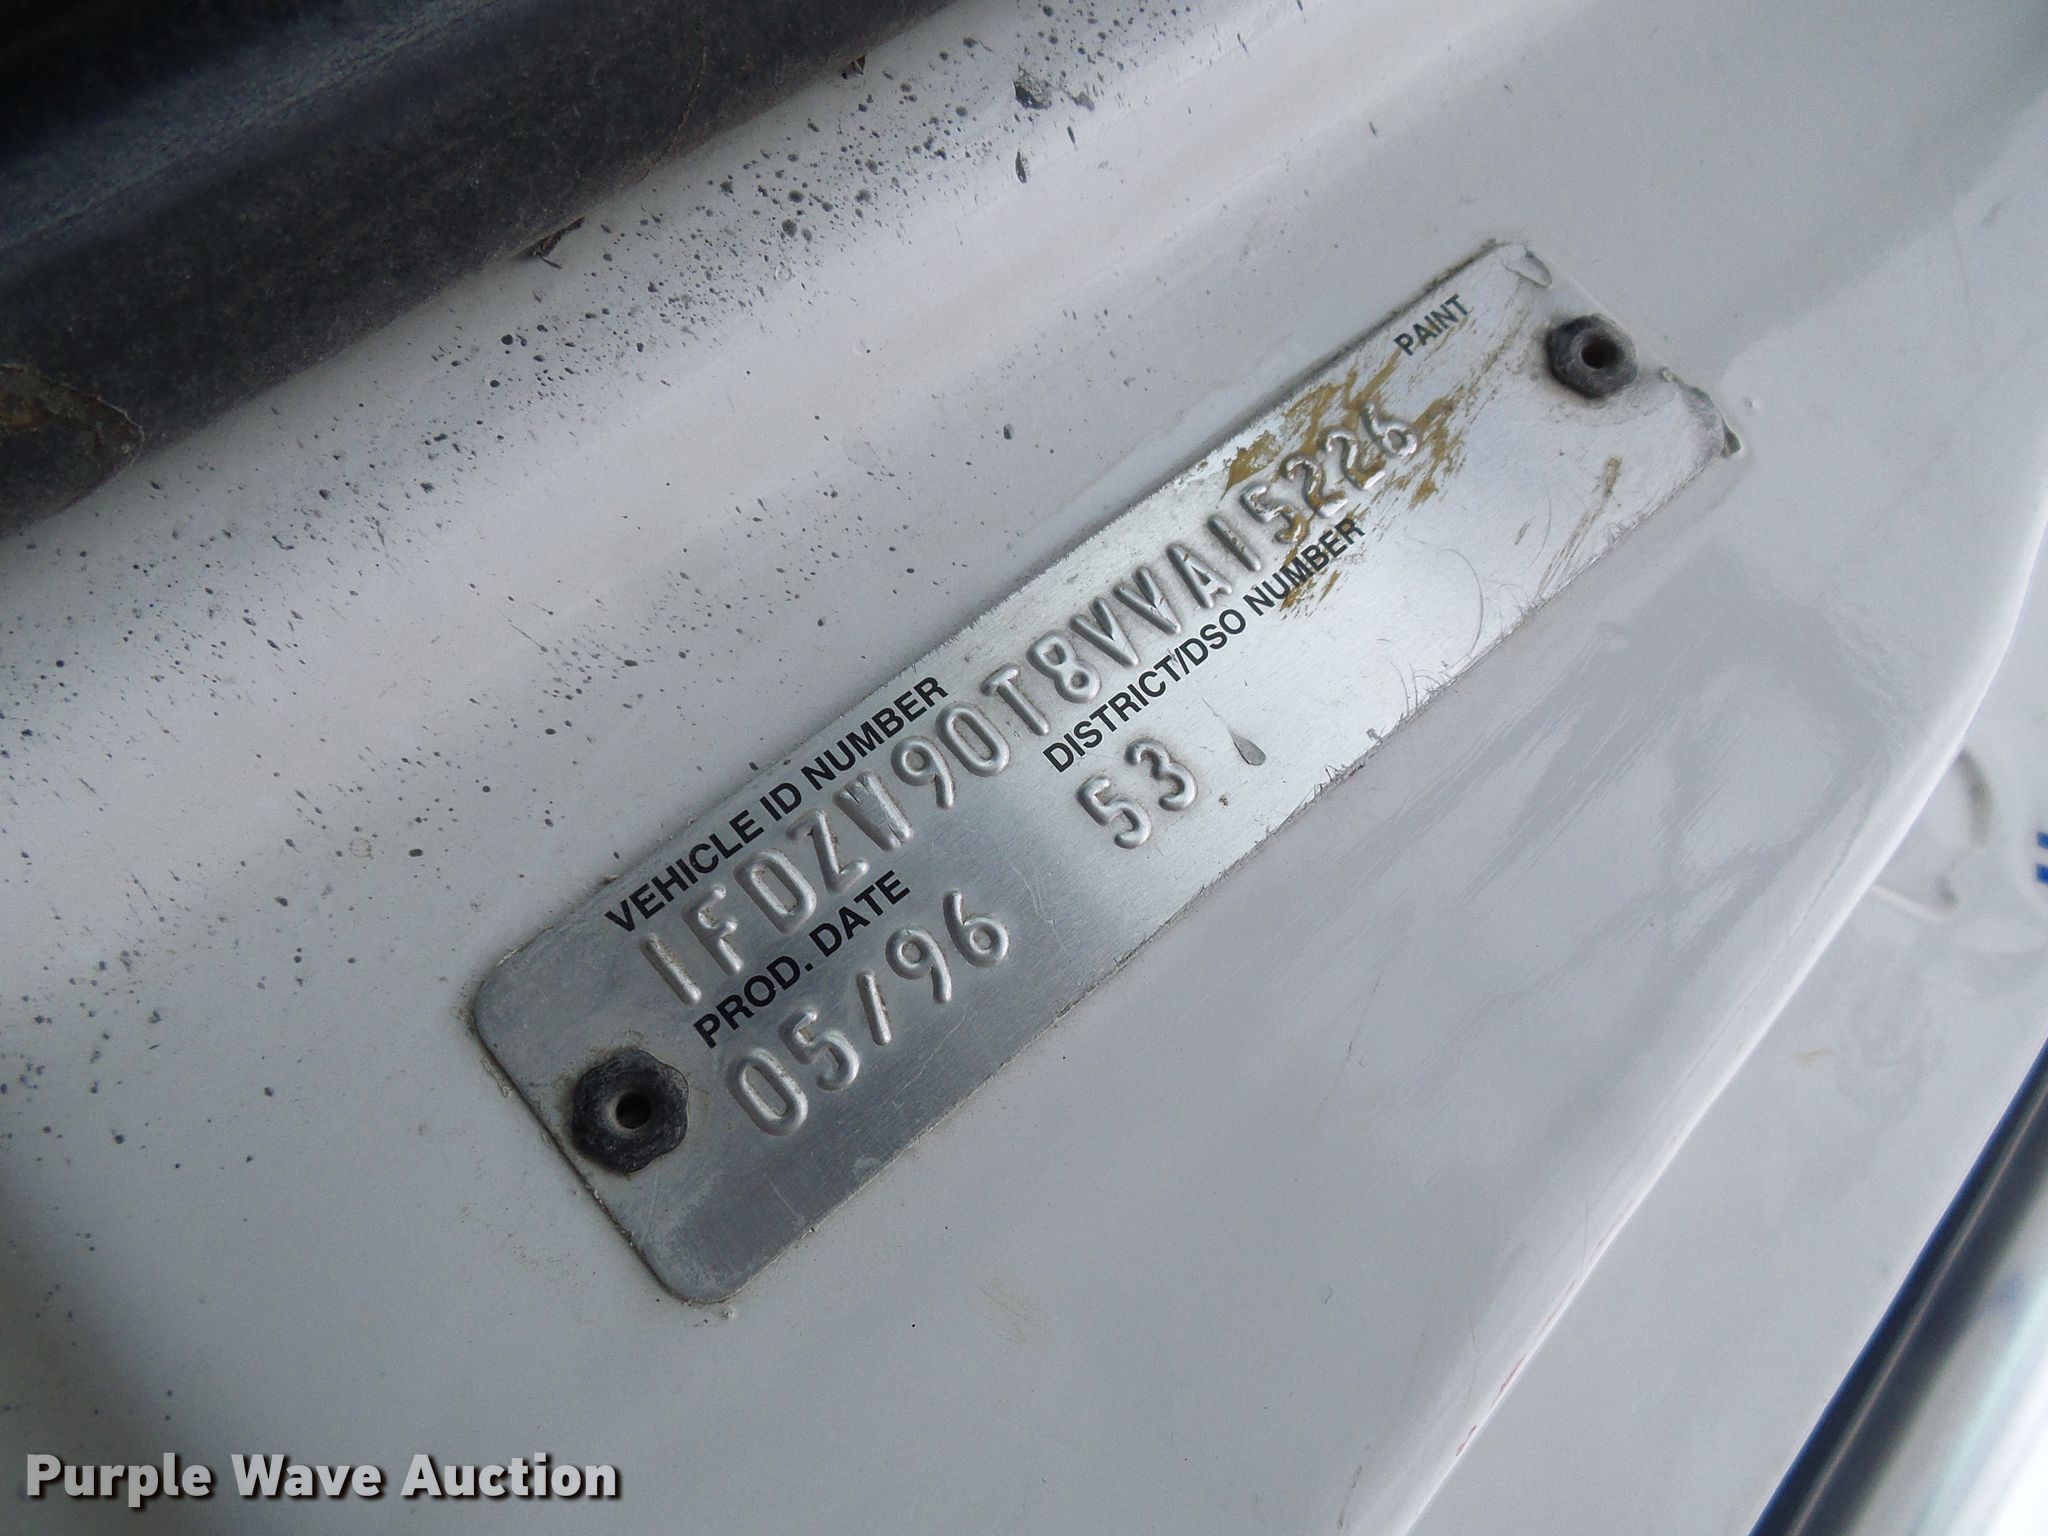 PAINT
VEHICLE ID NUMBER
1FDZW90T8VVA15226
PROD. DATE
DISTRICT/DSO NUMBER
05/96
53
Purple Wave Auction